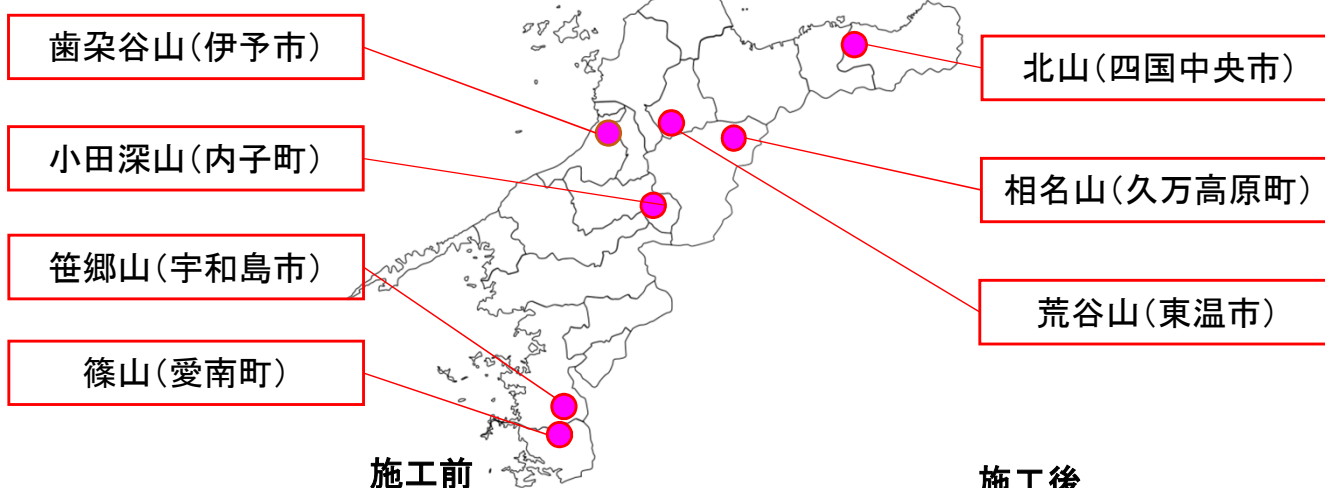 歯朶谷山(伊予市)
小田深山(内子町)
笹郷山(宇和島市)
篠山(愛南町)
北山(四国中央市)
相名山(久万高原町)
荒谷山(東温市)
施工前
施工後